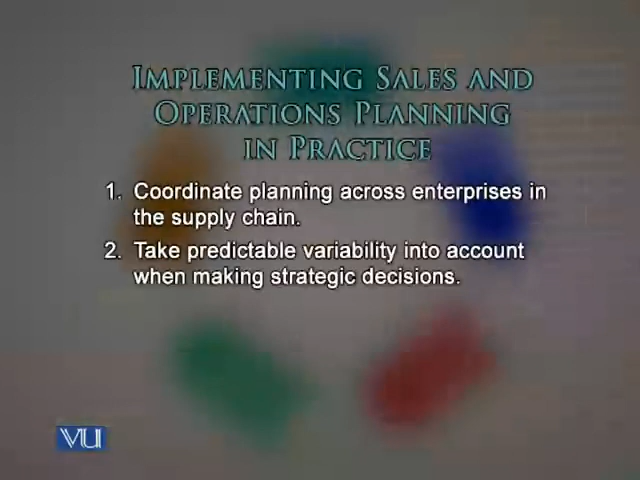 IMPLEMENTING SALES AND
OPERATIONS PLANNING
IN PRACTICE
1. Coordinate planning across enterprises in
the supply chain.
2. Take predictable variability into account
when making strategic decisions.
VU